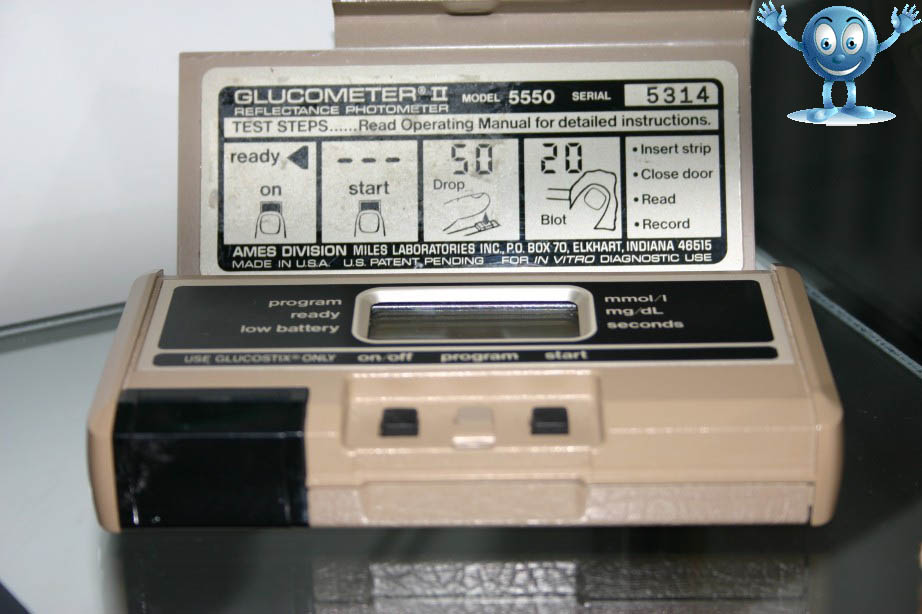 GLUCOMETER® II MODEL 5550 SERIAL 5314
REFLECTANCE PHOTOMETER
TEST STEPS......Read Operating Manual for detailed instructions.
ready
on
---
start
50
Drop
20
Blot
• Insert strip
• Close door
• Read
• Record
AMES DIVISION MILES LABORATORIES INC., P.O. BOX 70, ELKHART, INDIANA 46515
MADE IN U.S.A. U.S. PATENT PENDING FOR IN VITRO DIAGNOSTIC USE
program
ready
low battery
mmol/l
mg/dL
seconds
USE GLUCOSTIX® ONLY on/off program start